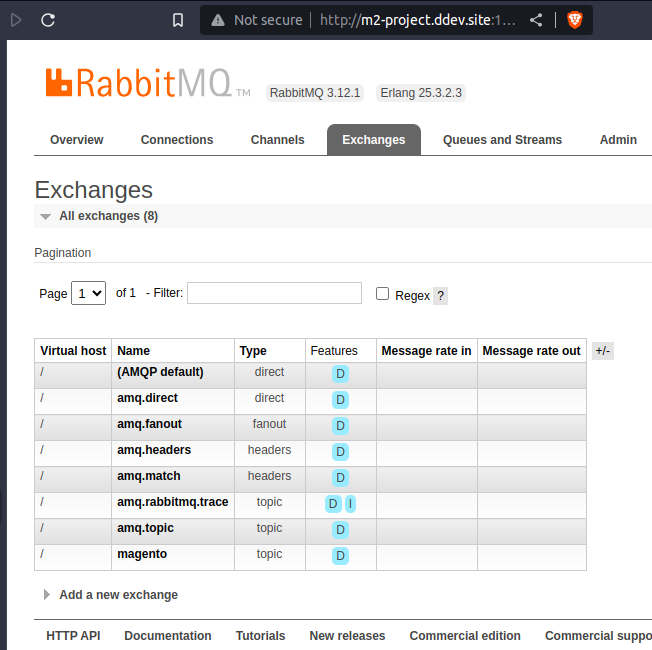 Not secure http://m2-project.ddev.site:1...
RabbitMQ TM RabbitMQ 3.12.1 Erlang 25.3.2.3
Overview Connections Channels Exchanges Queues and Streams Admin
Exchanges
All exchanges (8)
Pagination
Page 1 of 1 - Filter: Regex ?
Virtual host Name Type Features Message rate in Message rate out +/-
/ (AMQP default) direct D
/ amq.direct direct D
/ amq.fanout fanout D
/ amq.headers headers D
/ amq.match headers D
/ amq.rabbitmq.trace topic D I
/ amq.topic topic D
/ magento topic D
Add a new exchange
HTTP API Documentation Tutorials New releases Commercial edition Commercial suppo